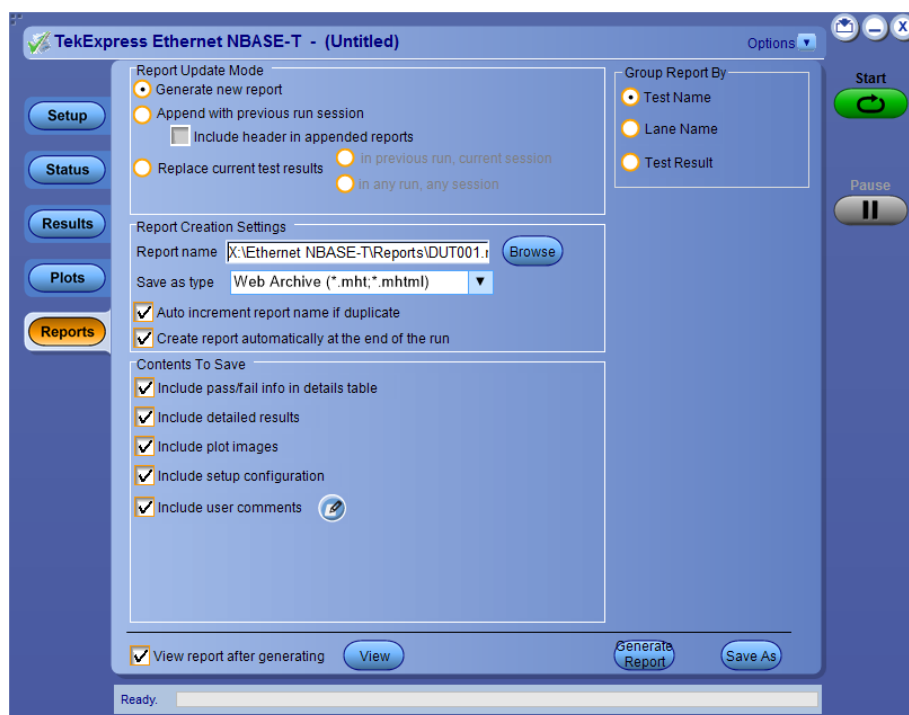 TekExpress Ethernet NBASE-T - (Untitled)
Options
X
Start
Pause
Setup
Status
Results
Plots
Reports
Report Update Mode
Generate new report
Append with previous run session
Include header in appended reports
Replace current test results
in previous run, current session
in any run, any session
Group Report By
Test Name
Lane Name
Test Result
Report Creation Settings
Report name X:\Ethernet NBASE-T\Reports\DUT001.
Browse
Save as type Web Archive (*.mht;*.mhtml)
Auto increment report name if duplicate
Create report automatically at the end of the run
Contents To Save
Include pass/fail info in details table
Include detailed results
Include plot images
Include setup configuration
Include user comments
View report after generating
View
Generate
Report
Save As
Ready.